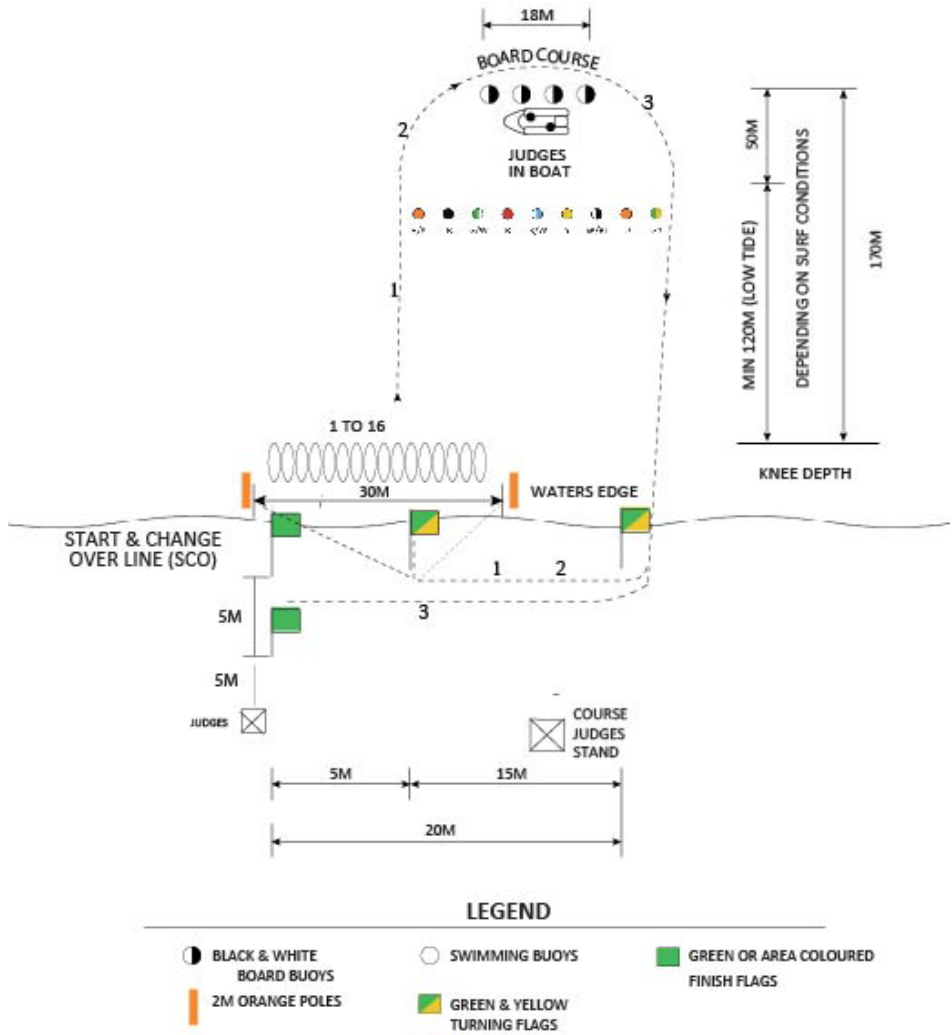 18M
BOARD COURSE
3
2
JUDGES
IN BOAT
50M
MIN 120M (LOW TIDE)
DEPENDING ON SURF CONDITIONS
170M
1
1 TO 16
KNEE DEPTH
30M
WATERS EDGE
START & CHANGE
OVER LINE (SCO)
1 2
3
5M
5M
JUDGES
COURSE
JUDGES
STAND
5M 15M
20M
LEGEND
BLACK & WHITE
BOARD BUOYS
SWIMMING BUOYS
GREEN OR AREA COLOURED
FINISH FLAGS
2M ORANGE POLES
GREEN & YELLOW
TURNING FLAGS